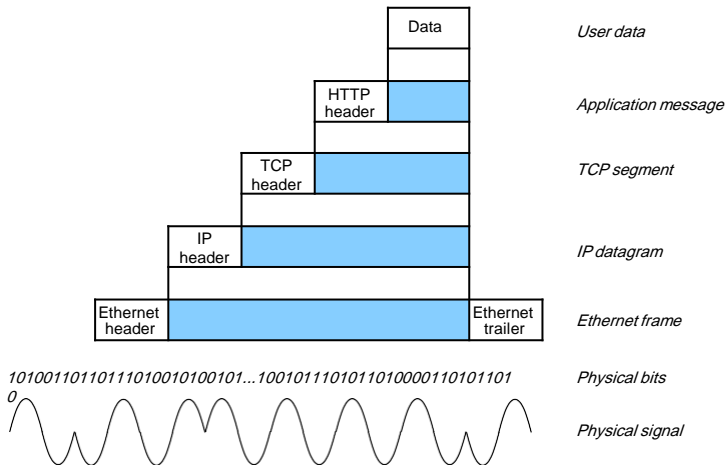 Data
User data
HTTP
header
Application message
TCP
header
TCP segment
IP
header
IP datagram
Ethernet
header
Ethernet
trailer
Ethernet frame
10100110110111010010100101...1001011101011010000110101101
0
Physical bits
Physical signal